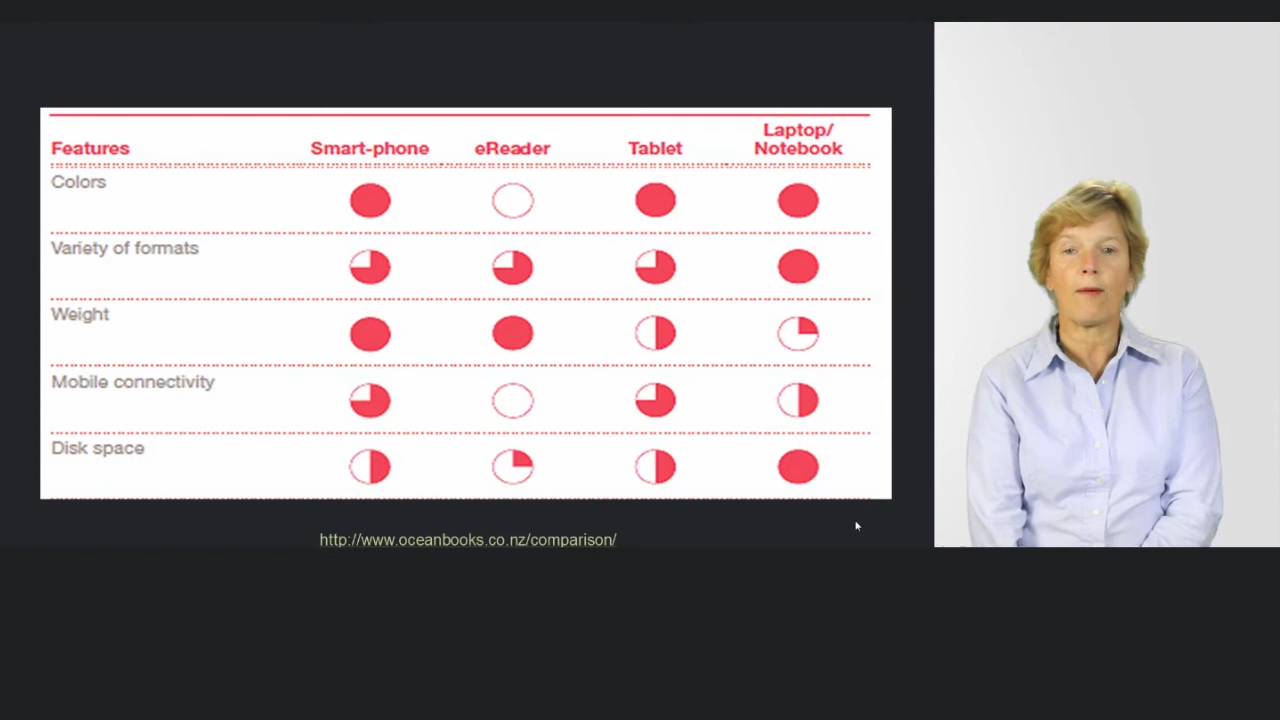 Features Smart-phone eReader Tablet Laptop/
Notebook
Colors
Variety of formats
Weight
Mobile connectivity
Disk space
http://www.oceanbooks.co.nz/comparison/